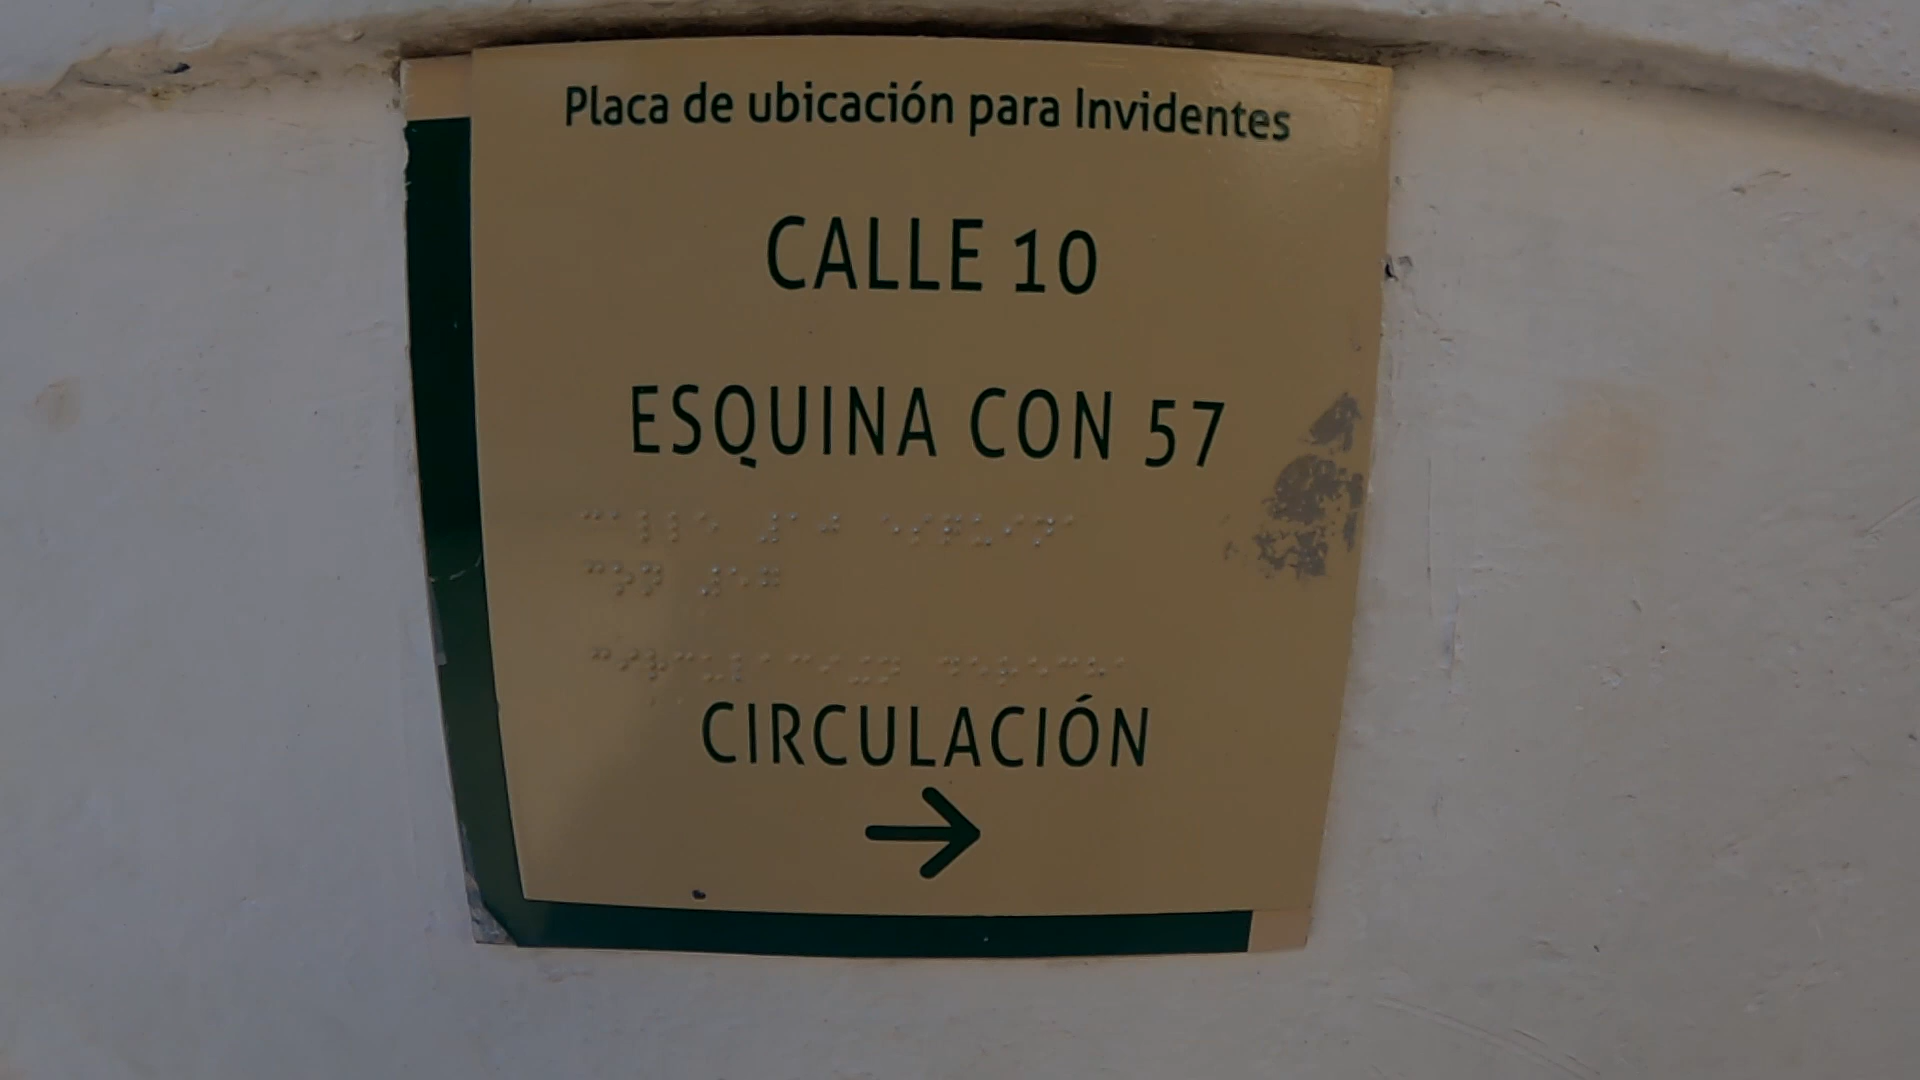 Placa de ubicación para Invidentes
CALLE 10
ESQUINA CON 57
⠉⠁⠇⠇⠑ ⠼⠁⠚ ⠑⠎⠟⠥⠊⠝⠁
⠉⠕⠝ ⠼⠑⠛
⠉⠊⠗⠉⠥⠇⠁⠉⠊⠬⠝ ⠙⠑⠗⠑⠉⠓⠁
CIRCULACIÓN
→